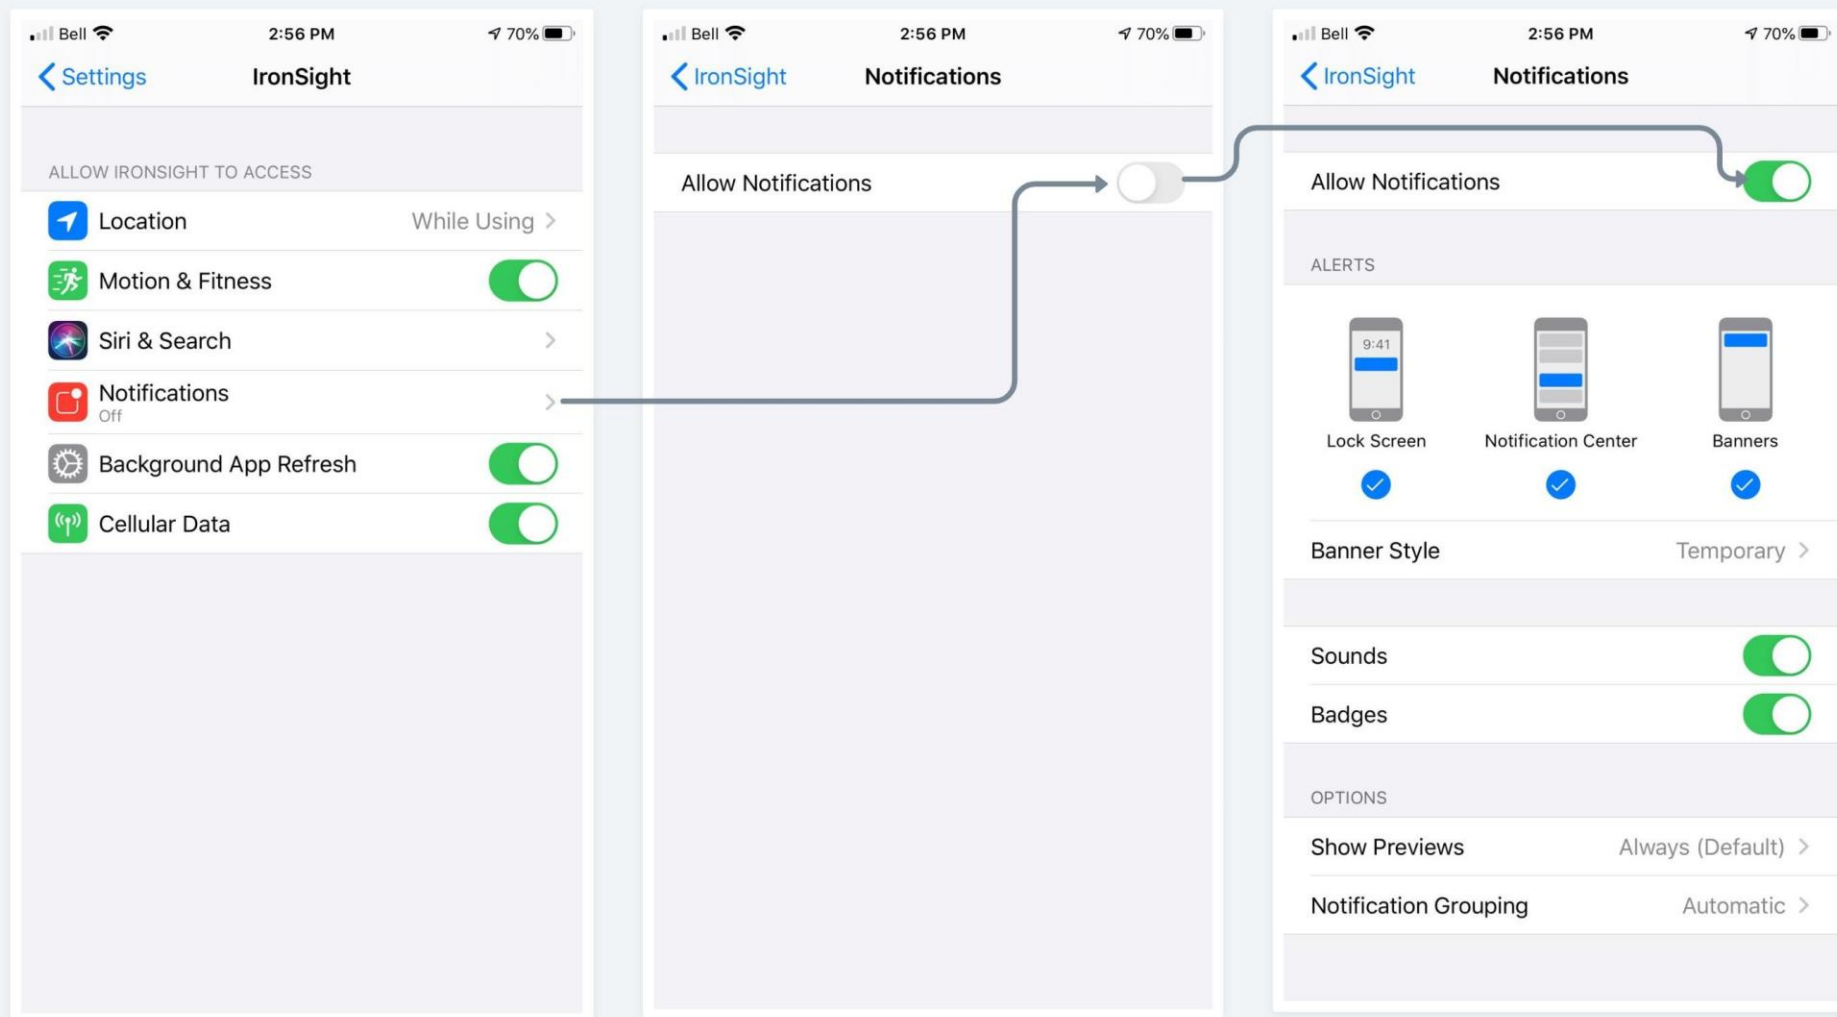 Bell
2:56 PM
70%
Settings
IronSight
ALLOW IRONSIGHT TO ACCESS
Location
While Using
Motion & Fitness
Siri & Search
Notifications
Off
Background App Refresh
Cellular Data
Bell
2:56 PM
70%
IronSight
Notifications
Allow Notifications
Bell
2:56 PM
70%
IronSight
Notifications
Allow Notifications
ALERTS
9:41
Lock Screen
Notification Center
Banners
Banner Style
Temporary
Sounds
Badges
OPTIONS
Show Previews
Always (Default)
Notification Grouping
Automatic